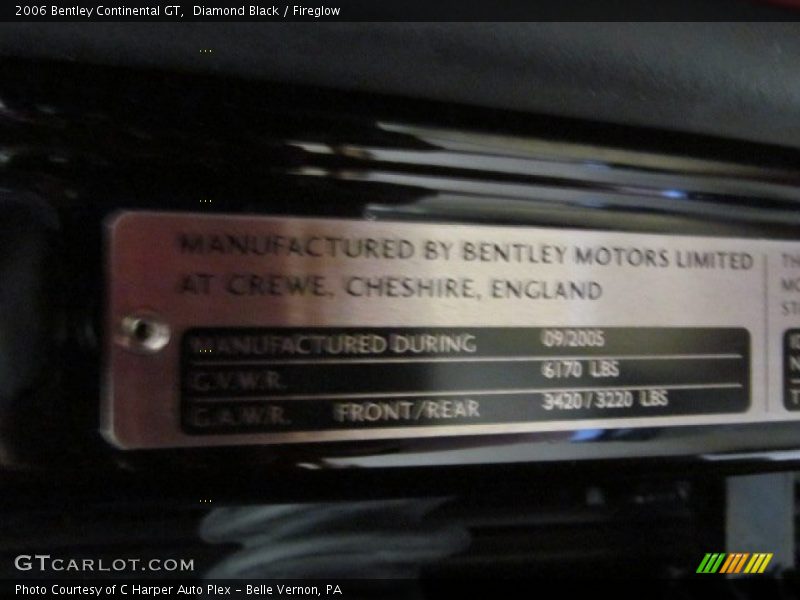 2006 Bentley Continental GT,  Diamond Black / Fireglow
MANUFACTURED BY BENTLEY MOTORS LIMITED
AT CREWE, CHESHIRE, ENGLAND
MANUFACTURED DURING 09/2005
G.V.W.R. 6170 LBS
G.A.W.R. FRONT/REAR 3420/3220 LBS
GTCARLOT.COM
Photo Courtesy of C Harper Auto Plex – Belle Vernon, PA